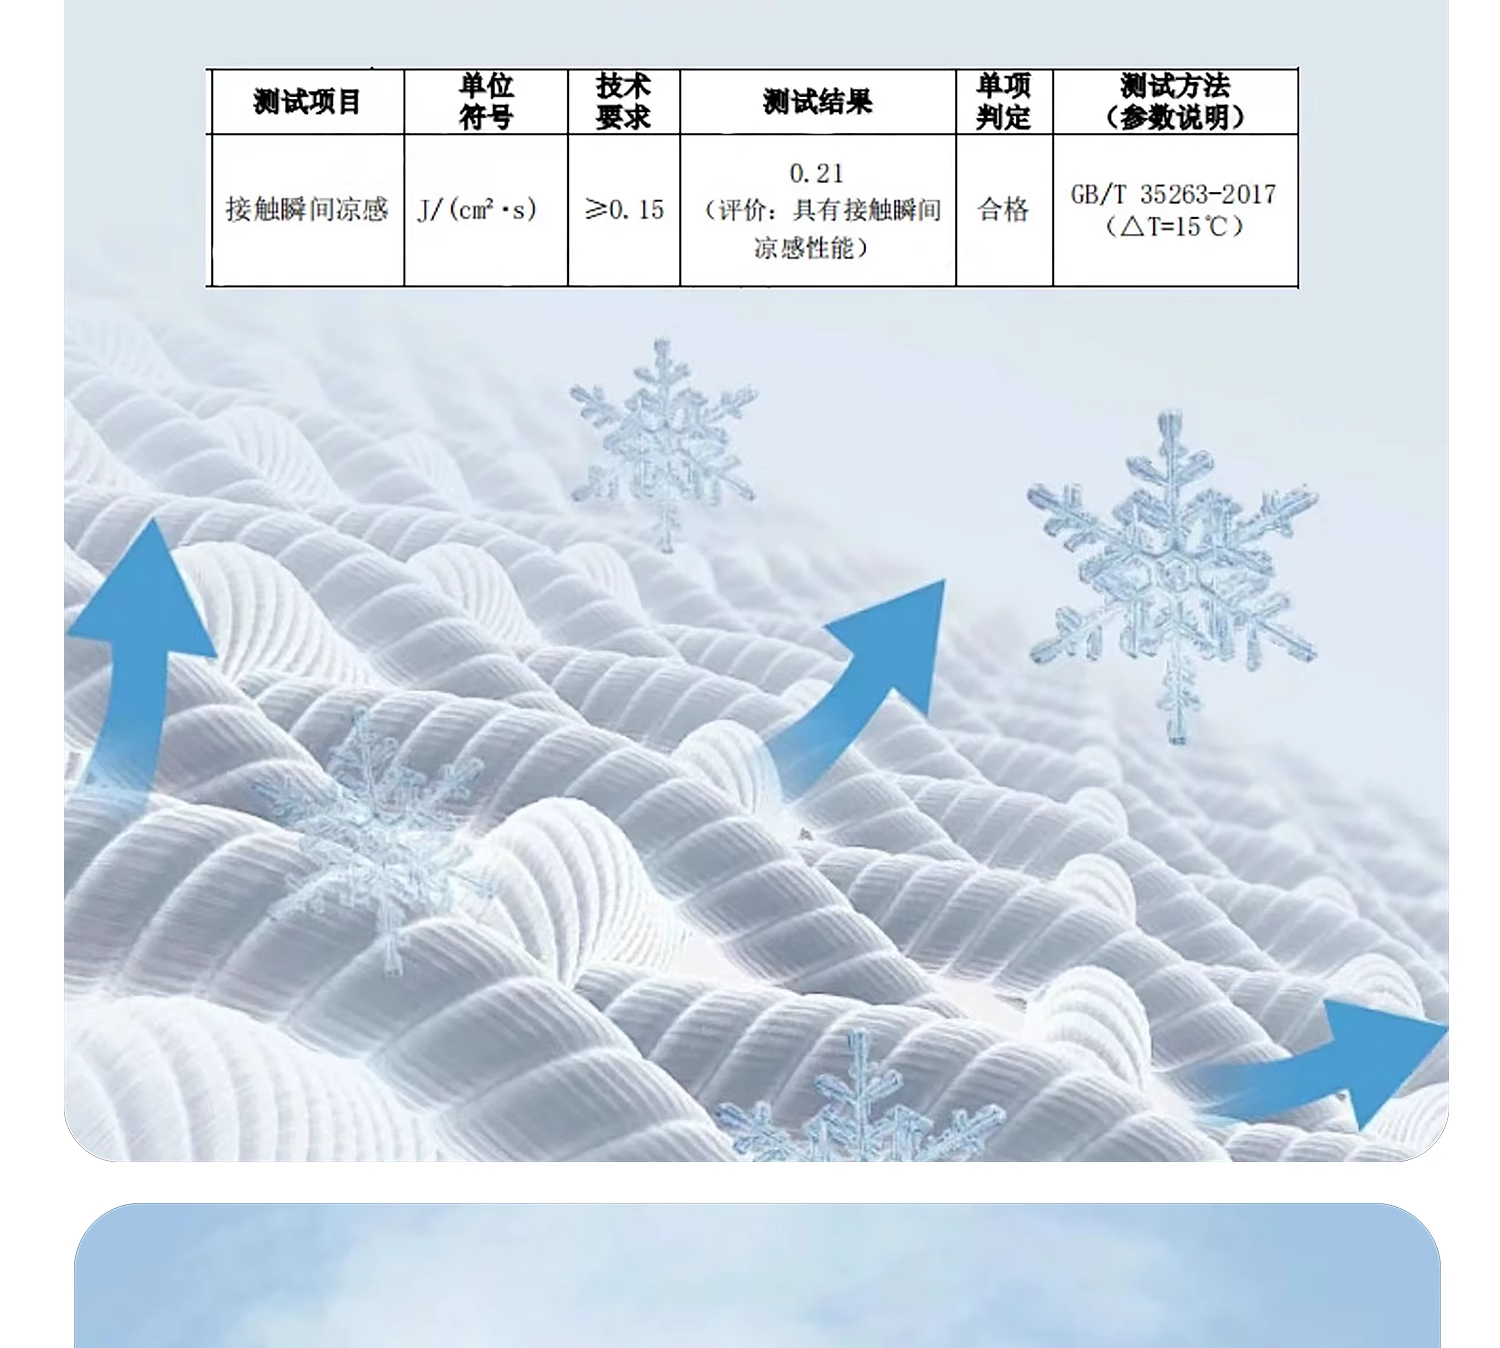 测试项目 单位符号 技术要求 测试结果 单项判定 测试方法（参数说明）
接触瞬间凉感 J/(cm²·s) ≥0.15 0.21（评价：具有接触瞬间凉感性能） 合格 GB/T 35263-2017（△T=15℃）